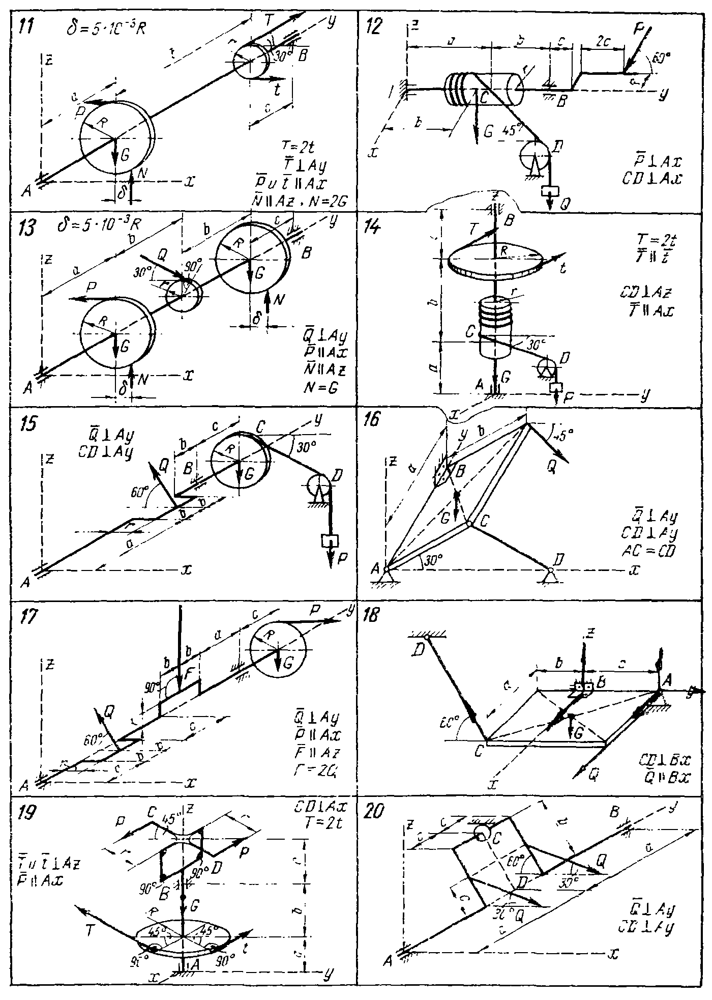 11
δ = 5·10⁻³R
T
y
z
r
30°
B
t
a
P
R
G
N
A
x
δ
T = 2t
T̄ ⊥ Ay
P̄ и t̄ ∥ Ax
N̄ ∥ Az, N = 2G
12
z
P
a
b
c
2c
60°
r
C
B
y
b
G
45°
D
x
Q
P̄ ⊥ Ax
CD ⊥ Ax
13
δ = 5·10⁻³R
b
b
c
y
z
Q
R
B
a
30°
90°
G
P
r
N
R
δ
G
A
N
x
δ
Q̄ ⊥ Ay
P̄ ∥ Ax
N̄ ∥ Az
N = G
14
z
B
T
R
t
r
b
C
30°
D
a
A
G
P
y
x
T = 2t
T̄ ∥ t̄
CD ⊥ Az
T̄ ∥ Ax
15
Q̄ ⊥ Ay
CD ⊥ Ay
b
c
C
y
z
R
30°
Q
B
G
D
60°
b
b
r
a
P
A
x
16
b
y
45°
a
Q
z
B
G
C
A
30°
D
x
Q̄ ⊥ Ay
CD ⊥ Ay
AC = CD
17
P
y
c
a
R
z
b
b
G
F
90°
Q
r
c
60°
b
b
c
A
x
Q̄ ⊥ Ay
P̄ ∥ Ax
F̄ ∥ Az
F = 2Q
18
D
z
b
B
A
y
60°
G
C
Q
x
CD ⊥ Bx
Q̄ ∥ Bx
19
C
z
P
45°
CD ⊥ Ax
T = 2t
P
D
T̄ и t̄ ⊥ Az
P̄ ∥ Ax
90°
90°
B
G
b
R
T
45°
45°
t
90°
A
x
y
20
B
y
z
c
c
C
60°
Q
a
D
30°
30°
Q
A
x
Q̄ ⊥ Ay
CD ⊥ Ay